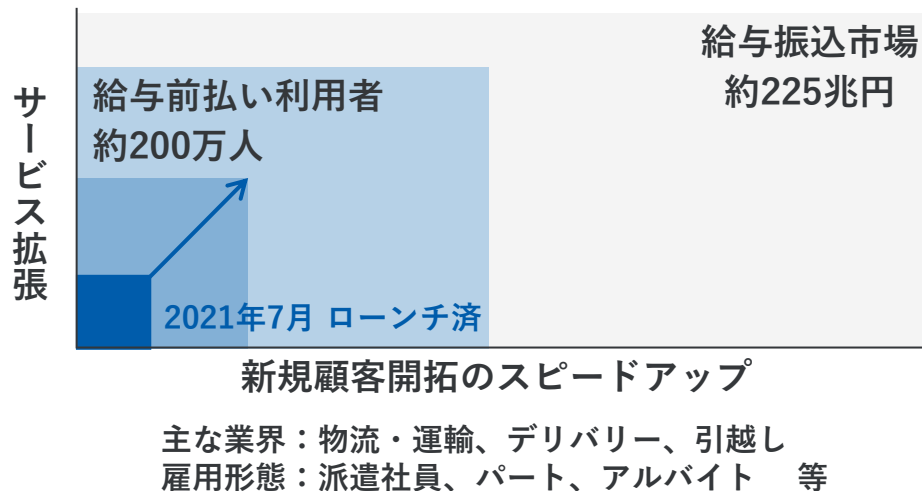 給与振込市場
約225兆円
給与前払い利用者
約200万人
サービス拡張
2021年7月 ローンチ済
新規顧客開拓のスピードアップ
主な業界：物流・運輸、デリバリー、引越し
雇用形態：派遣社員、パート、アルバイト　等